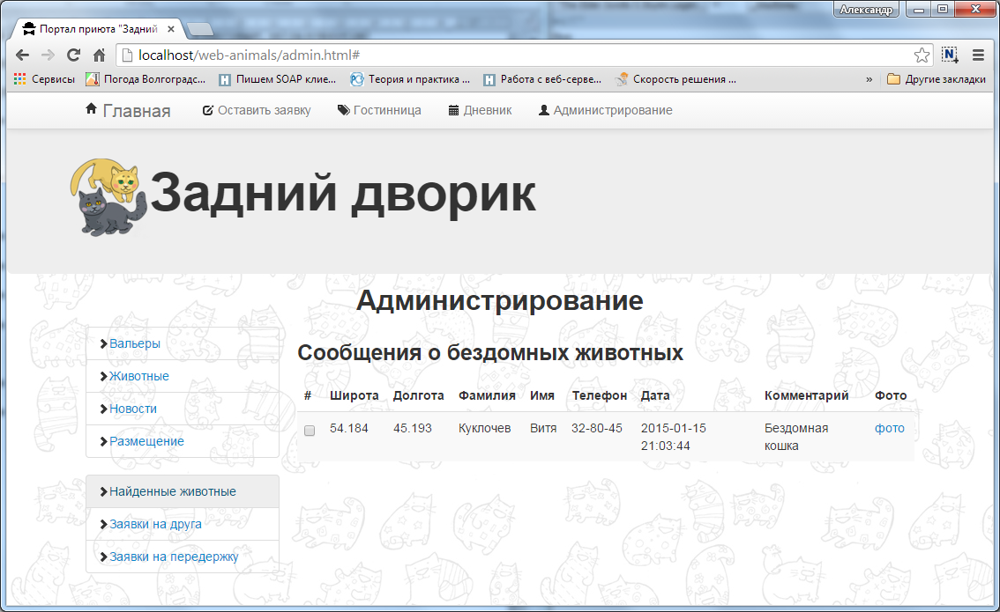 Александр
Портал приюта "Задний
localhost/web-animals/admin.html#
Сервисы Погода Волгоградс... Пишем SOAP клие... Теория и практика ... Работа с веб-серве... Скорость решения ... » Другие закладки
Главная Оставить заявку Гостинница Дневник Администрирование
Задний дворик
Администрирование
Вальеры
Животные
Новости
Размещение
Найденные животные
Заявки на друга
Заявки на передержку
Сообщения о бездомных животных
# Широта Долгота Фамилия Имя Телефон Дата Комментарий Фото
54.184 45.193 Куклочев Витя 32-80-45 2015-01-15 Бездомная фото
21:03:44 кошка